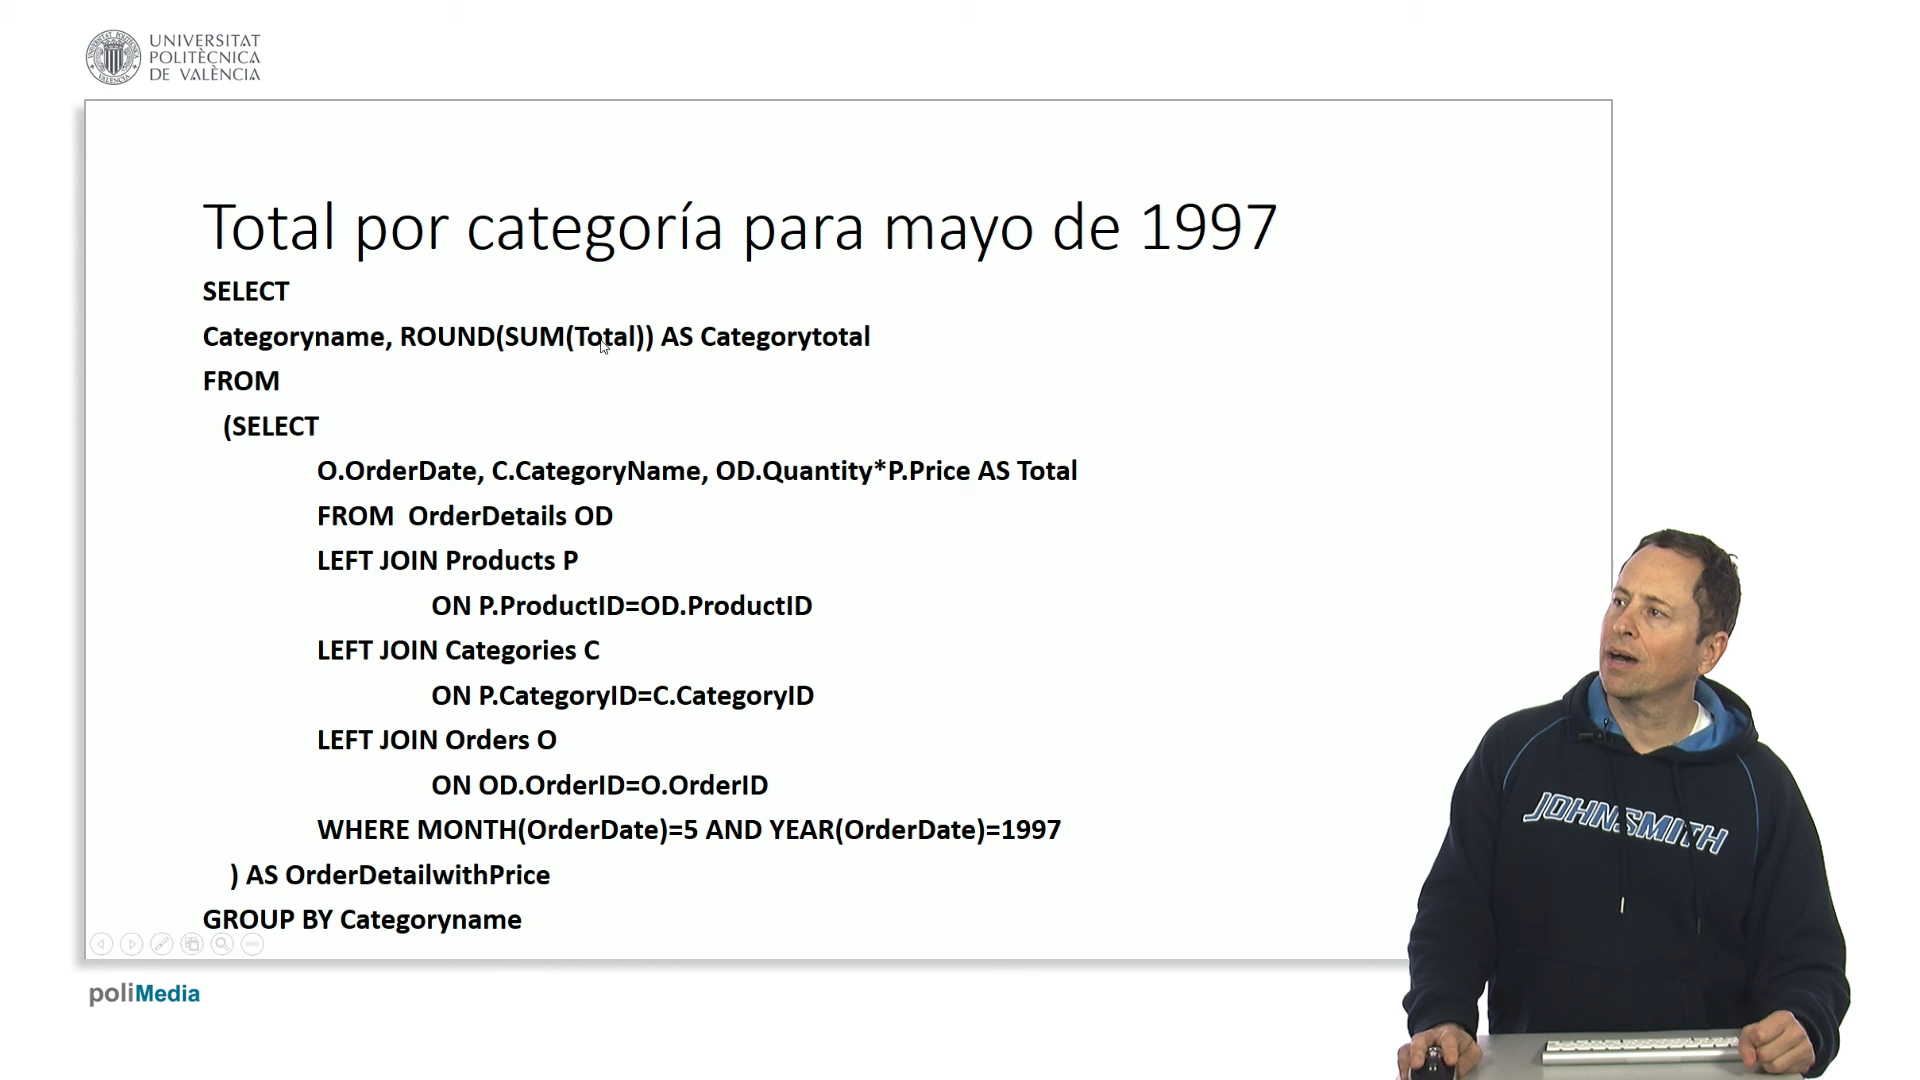 UNIVERSITAT
POLITÈCNICA
DE VALÈNCIA
Total por categoría para mayo de 1997
SELECT
Categoryname, ROUND(SUM(Total)) AS Categorytotal
FROM
(SELECT
O.OrderDate, C.CategoryName, OD.Quantity*P.Price AS Total
FROM OrderDetails OD
LEFT JOIN Products P
ON P.ProductID=OD.ProductID
LEFT JOIN Categories C
ON P.CategoryID=C.CategoryID
LEFT JOIN Orders O
ON OD.OrderID=O.OrderID
WHERE MONTH(OrderDate)=5 AND YEAR(OrderDate)=1997
) AS OrderDetailwithPrice
GROUP BY Categoryname
JOHNSMITH
poliMedia